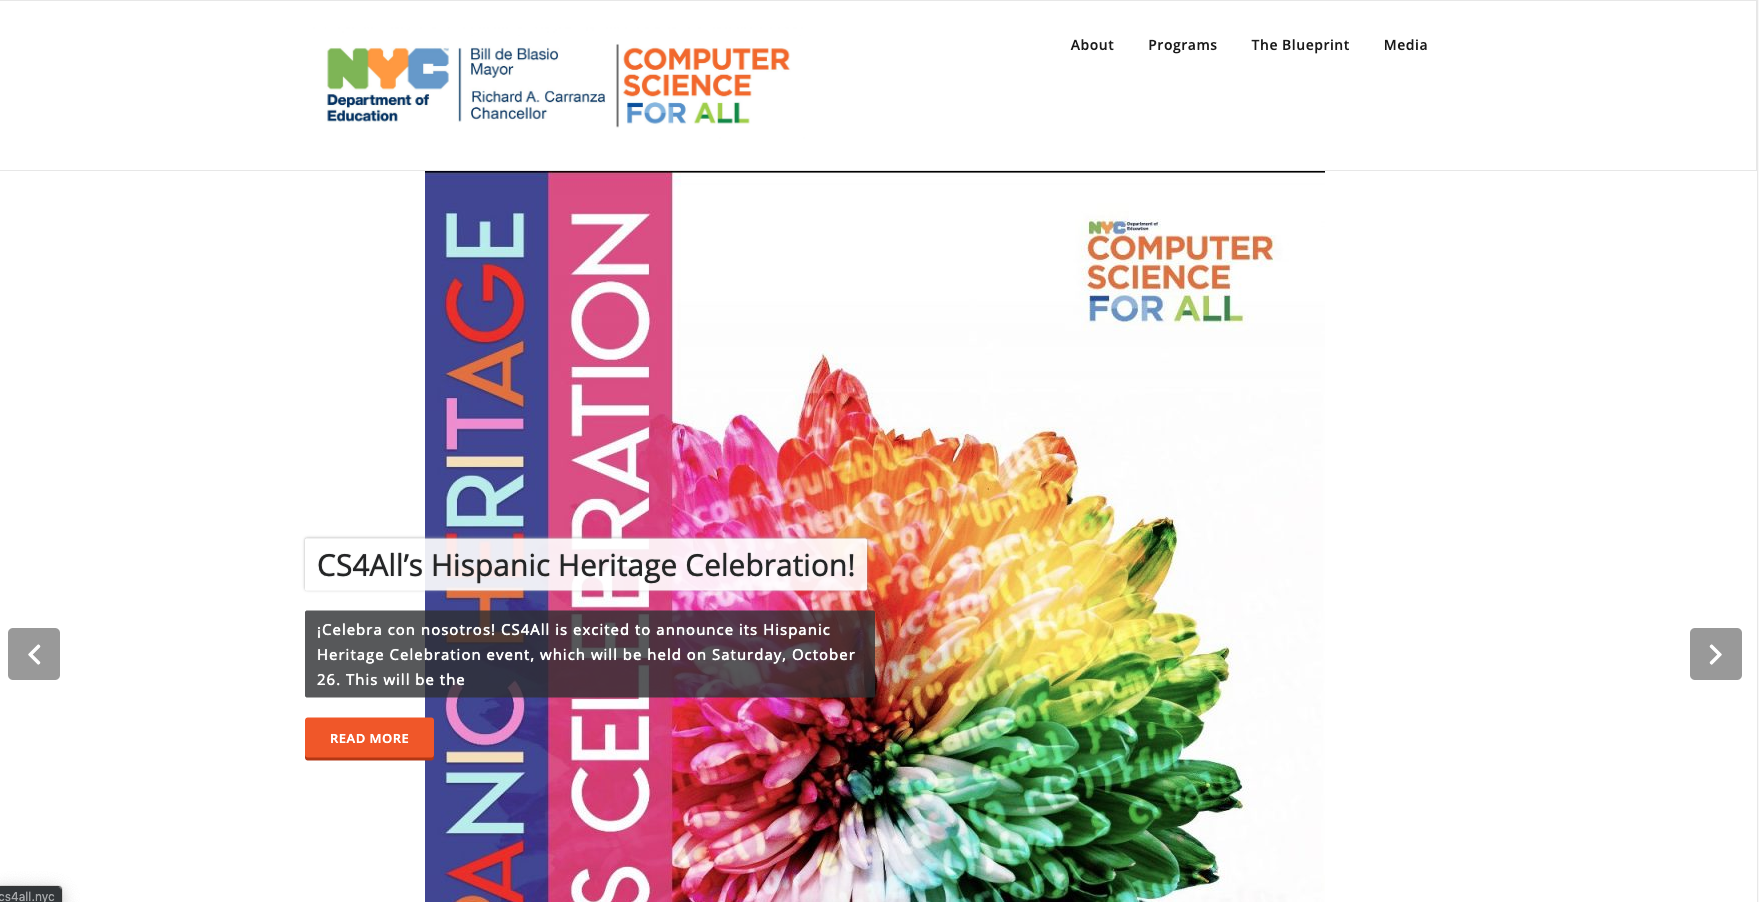 NYC
Department of
Education
Bill de Blasio
Mayor
Richard A. Carranza
Chancellor
COMPUTER
SCIENCE
FOR ALL
About
Programs
The Blueprint
Media
NYC
Department of
Education
COMPUTER
SCIENCE
FOR ALL
HERITAGE
CELEBRATION
configurable
"Unman
CS4All’s Hispanic Heritage Celebration!
¡Celebra con nosotros! CS4All is excited to announce its Hispanic
Heritage Celebration event, which will be held on Saturday, October
26. This will be the
READ MORE
cs4all.nyc